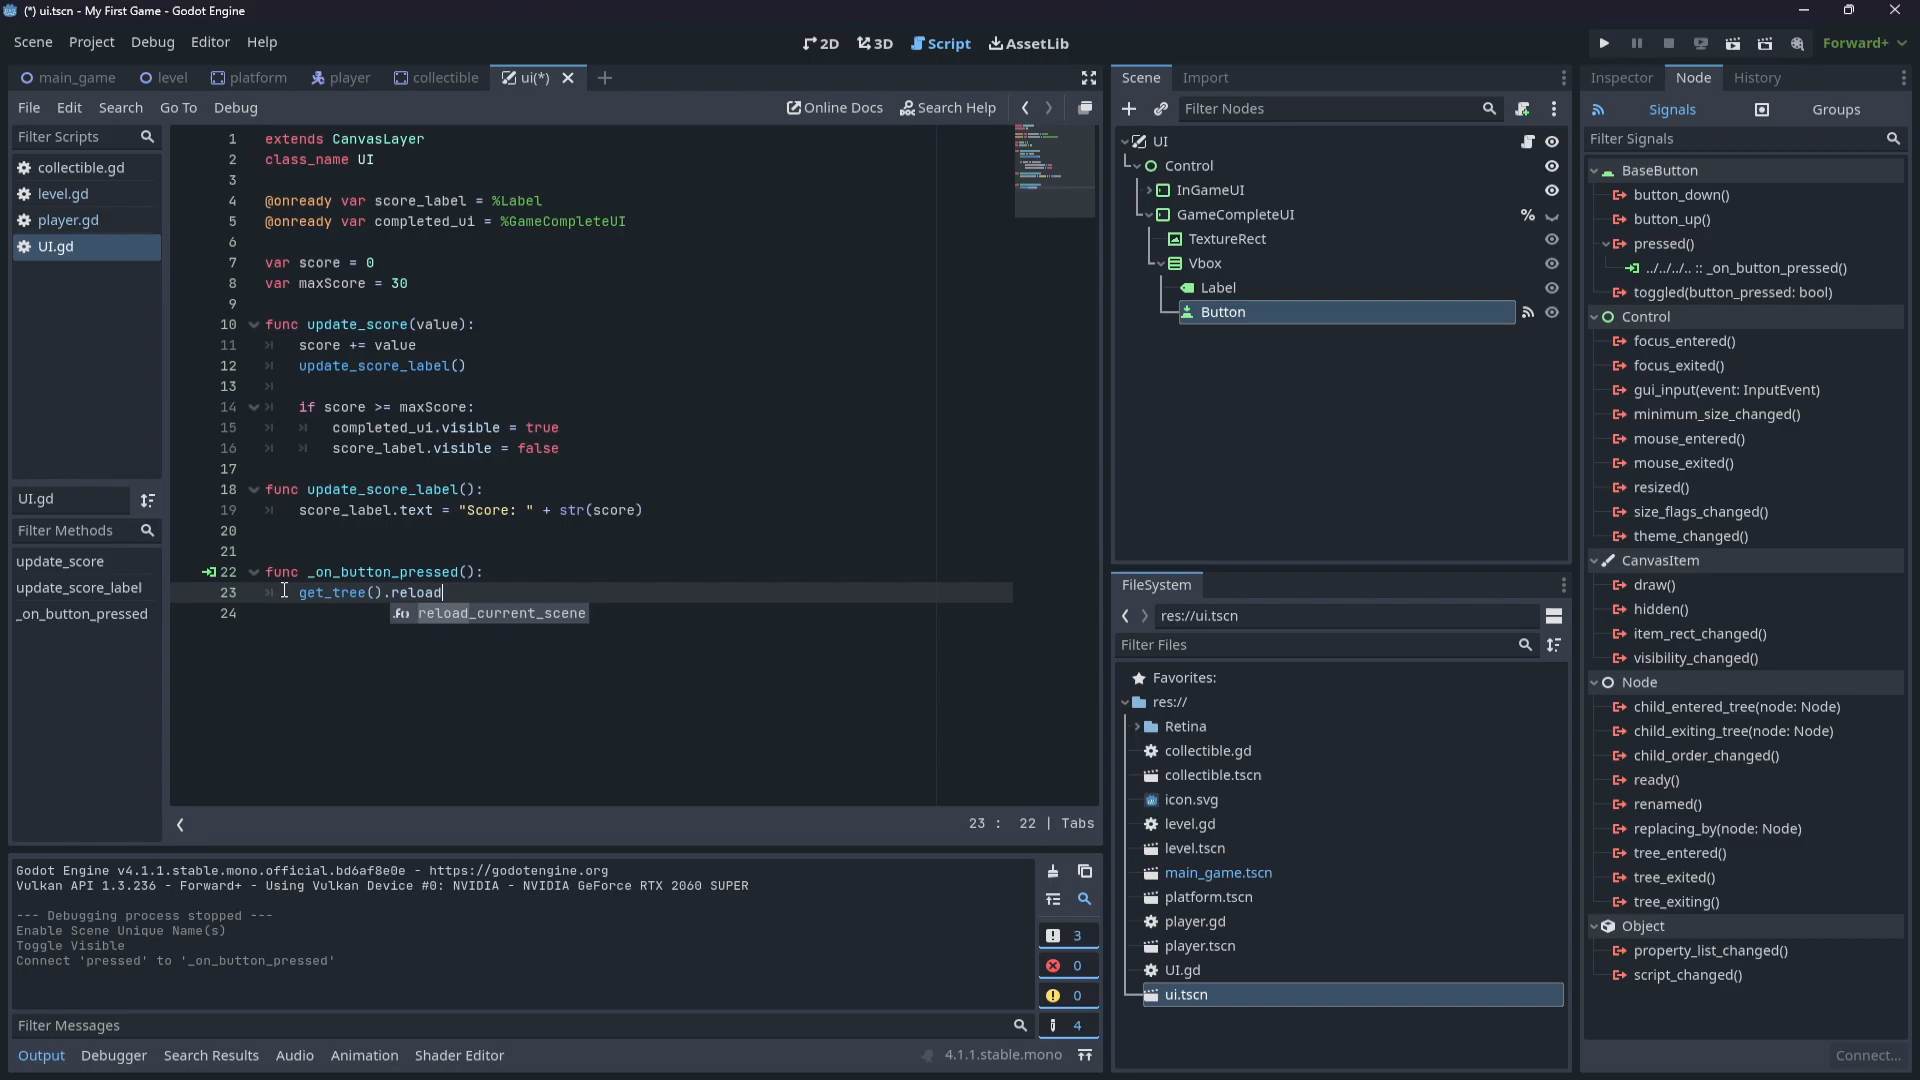 (*) ui.tscn - My First Game - Godot Engine
Scene Project Debug Editor Help
2D 3D Script AssetLib
Forward+
main_game level platform player collectible ui(*)
File Edit Search Go To Debug
Online Docs Search Help
Filter Scripts
collectible.gd
level.gd
player.gd
UI.gd
UI.gd
Filter Methods
update_score
update_score_label
_on_button_pressed
1 extends CanvasLayer
2 class_name UI
3
4 @onready var score_label = %Label
5 @onready var completed_ui = %GameCompleteUI
6
7 var score = 0
8 var maxScore = 30
9
10 func update_score(value):
11 score += value
12 update_score_label()
13
14 if score >= maxScore:
15 completed_ui.visible = true
16 score_label.visible = false
17
18 func update_score_label():
19 score_label.text = "Score: " + str(score)
20
21
22 func _on_button_pressed():
23 get_tree().reload
24
reload_current_scene
23 : 22 | Tabs
Godot Engine v4.1.1.stable.mono.official.bd6af8e0e - https://godotengine.org
Vulkan API 1.3.236 - Forward+ - Using Vulkan Device #0: NVIDIA - NVIDIA GeForce RTX 2060 SUPER
--- Debugging process stopped ---
Enable Scene Unique Name(s)
Toggle Visible
Connect 'pressed' to '_on_button_pressed'
3
0
0
4
Filter Messages
Output Debugger Search Results Audio Animation Shader Editor
4.1.1.stable.mono
Scene Import
Filter Nodes
UI
Control
InGameUI
GameCompleteUI %
TextureRect
Vbox
Label
Button
FileSystem
res://ui.tscn
Filter Files
Favorites:
res://
Retina
collectible.gd
collectible.tscn
icon.svg
level.gd
level.tscn
main_game.tscn
platform.tscn
player.gd
player.tscn
UI.gd
ui.tscn
Inspector Node History
Signals Groups
Filter Signals
BaseButton
button_down()
button_up()
pressed()
../../../.. :: _on_button_pressed()
toggled(button_pressed: bool)
Control
focus_entered()
focus_exited()
gui_input(event: InputEvent)
minimum_size_changed()
mouse_entered()
mouse_exited()
resized()
size_flags_changed()
theme_changed()
CanvasItem
draw()
hidden()
item_rect_changed()
visibility_changed()
Node
child_entered_tree(node: Node)
child_exiting_tree(node: Node)
child_order_changed()
ready()
renamed()
replacing_by(node: Node)
tree_entered()
tree_exited()
tree_exiting()
Object
property_list_changed()
script_changed()
Connect...